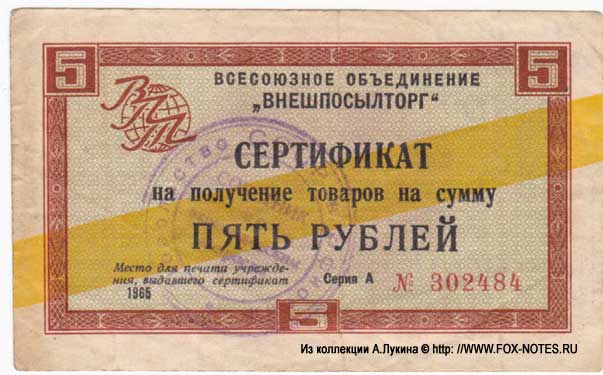 5 5
ВПТ
ВСЕСОЮЗНОЕ ОБЪЕДИНЕНИЕ
„ВНЕШПОСЫЛТОРГ“
СЕРТИФИКАТ
на получение товаров на сумму
ПЯТЬ РУБЛЕЙ
Место для печати учрежде-
ния, выдавшего сертификат
1965
Серия А № 302484
5
Из коллекции А.Лукина © http: //WWW.FOX-NOTES.RU